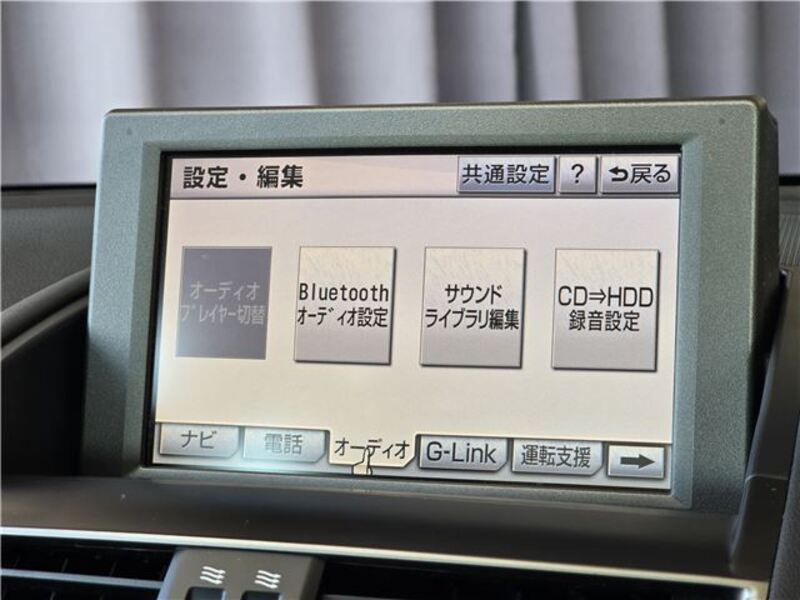 設定・編集
共通設定
?
戻る
オーディオ
プレイヤー切替
Bluetooth
オーディオ設定
サウンド
ライブラリ編集
CD⇒HDD
録音設定
ナビ
電話
オーディオ
G-Link
運転支援